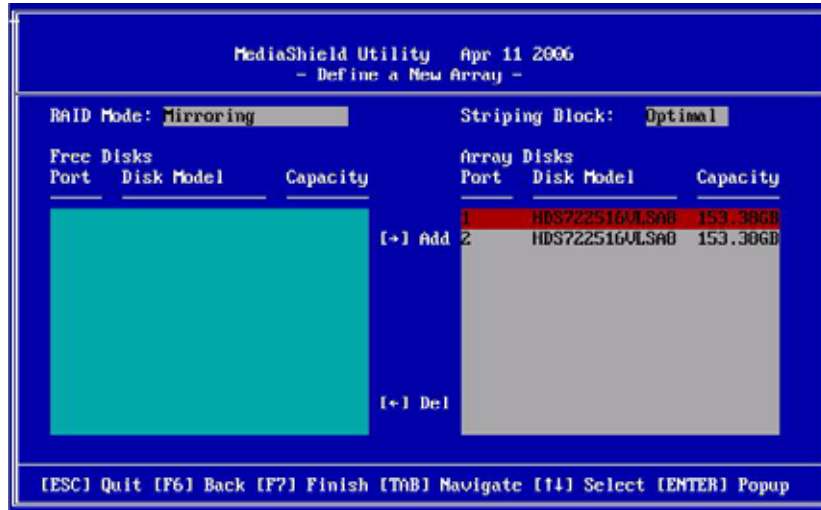 MediaShield Utility Apr 11 2006
- Define a New Array -
RAID Mode: Mirroring Striping Block: Optimal
Free Disks Array Disks
Port Disk Model Capacity Port Disk Model Capacity
1 HDS722516VLSA80 153.38GB
[→] Add 2 HDS722516VLSA80 153.38GB
[←] Del
[ESC] Quit [F6] Back [F7] Finish [TAB] Navigate [↑↓] Select [ENTER] Popup